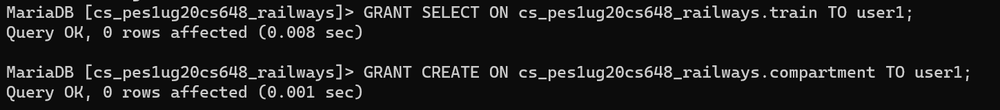 MariaDB [cs_pes1ug20cs648_railways]> GRANT SELECT ON cs_pes1ug20cs648_railways.train TO user1;
Query OK, 0 rows affected (0.008 sec)
MariaDB [cs_pes1ug20cs648_railways]> GRANT CREATE ON cs_pes1ug20cs648_railways.compartment TO user1;
Query OK, 0 rows affected (0.001 sec)